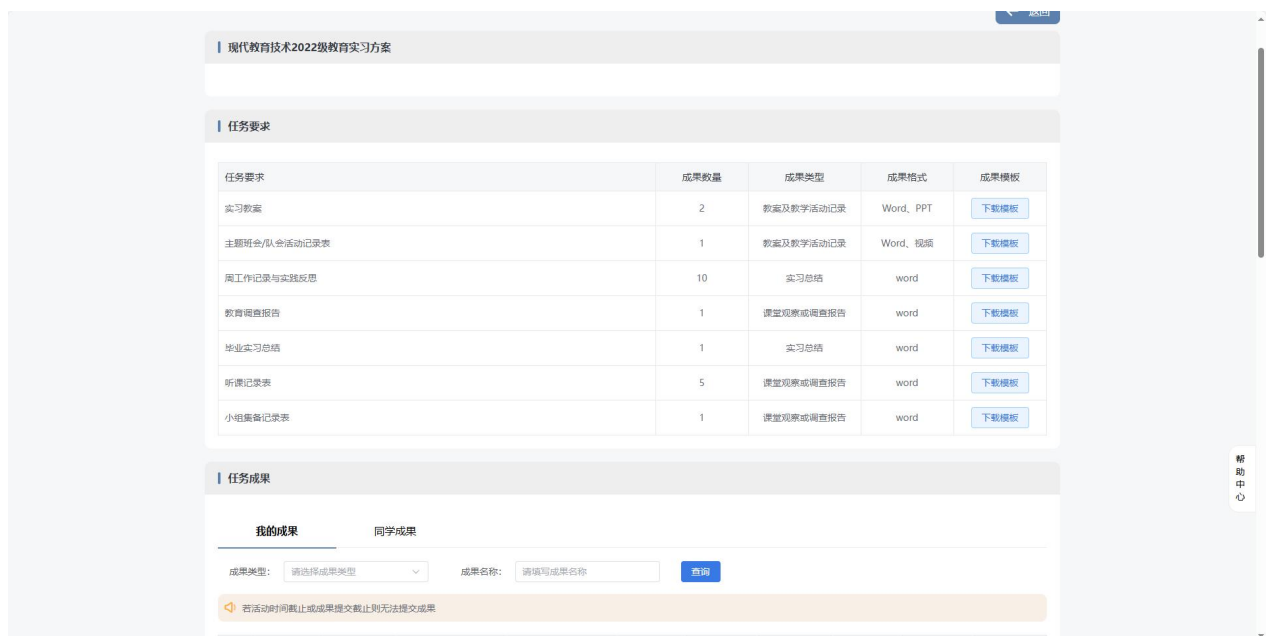 返回
现代教育技术2022级教育实习方案
任务要求
任务要求 成果数量 成果类型 成果格式 成果模板
实习教案 2 教案及教学活动记录 Word、PPT 下载模板
主题班会/队会活动记录表 1 教案及教学活动记录 Word、视频 下载模板
周工作记录与实践反思 10 实习总结 word 下载模板
教育调查报告 1 课堂观察或调查报告 word 下载模板
毕业实习总结 1 实习总结 word 下载模板
听课记录表 5 课堂观察或调查报告 word 下载模板
小组集备记录表 1 课堂观察或调查报告 word 下载模板
帮助中心
任务成果
我的成果 同学成果
成果类型: 请选择成果类型 成果名称: 请填写成果名称 查询
若活动时间截止或成果提交截止则无法提交成果